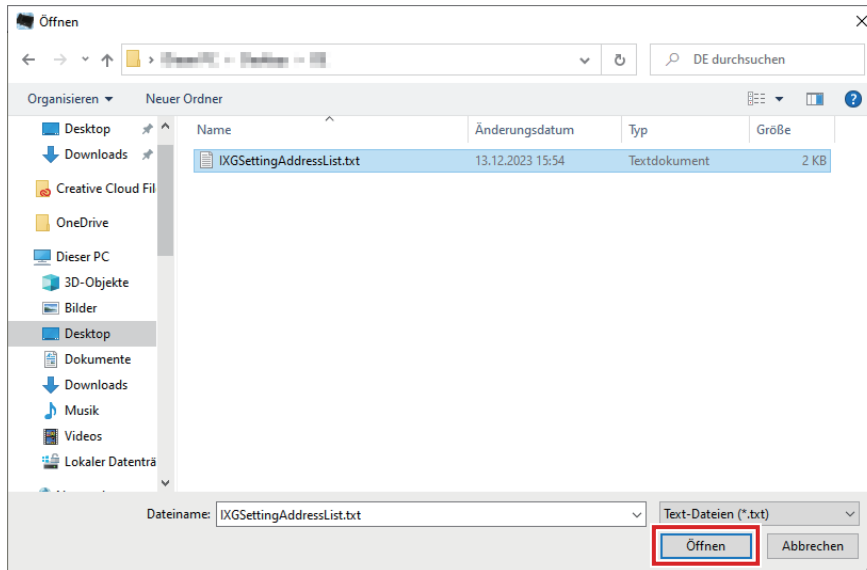 Öffnen
DE durchsuchen
Organisieren
Neuer Ordner
Desktop
Downloads
Creative Cloud Fil
OneDrive
Dieser PC
3D-Objekte
Bilder
Desktop
Dokumente
Downloads
Musik
Videos
Lokaler Datenträ
Name Änderungsdatum Typ Größe
IXGSettingAddressList.txt 13.12.2023 15:54 Textdokument 2 KB
Dateiname: IXGSettingAddressList.txt Text-Dateien (*.txt)
Öffnen Abbrechen